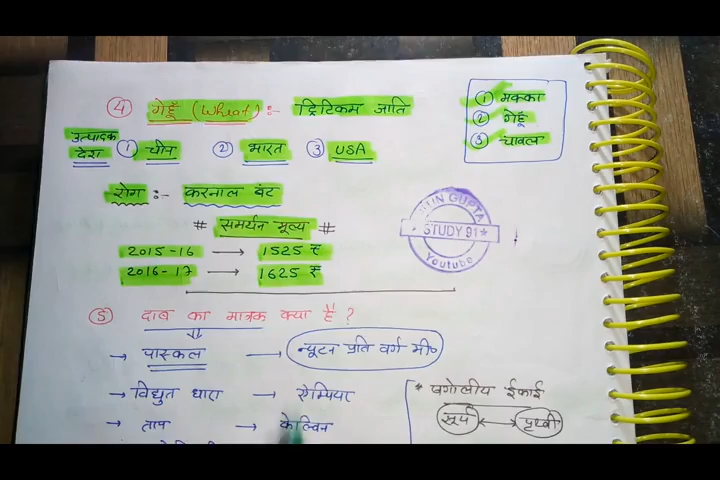 ④ गेहूँ (Wheat) :- ट्रिटिकम जाति
① मक्का
② गेहूँ
③ चावल
उत्पादक देश ① चीन ② भारत ③ USA
रोग :- करनाल बंट
# समर्थन मूल्य #
2015-16 → 1525 ₹
2016-17 → 1625 ₹
NITIN GUPTA
STUDY 91
Youtube
⑤ दाब का मात्रक क्या है ?
→ पास्कल → न्यूटन प्रति वर्ग मी०
→ विद्युत धारा → ऐम्पियर
→ ताप → केल्विन
* खगोलीय ईकाई
सूर्य ↔ पृथ्वी